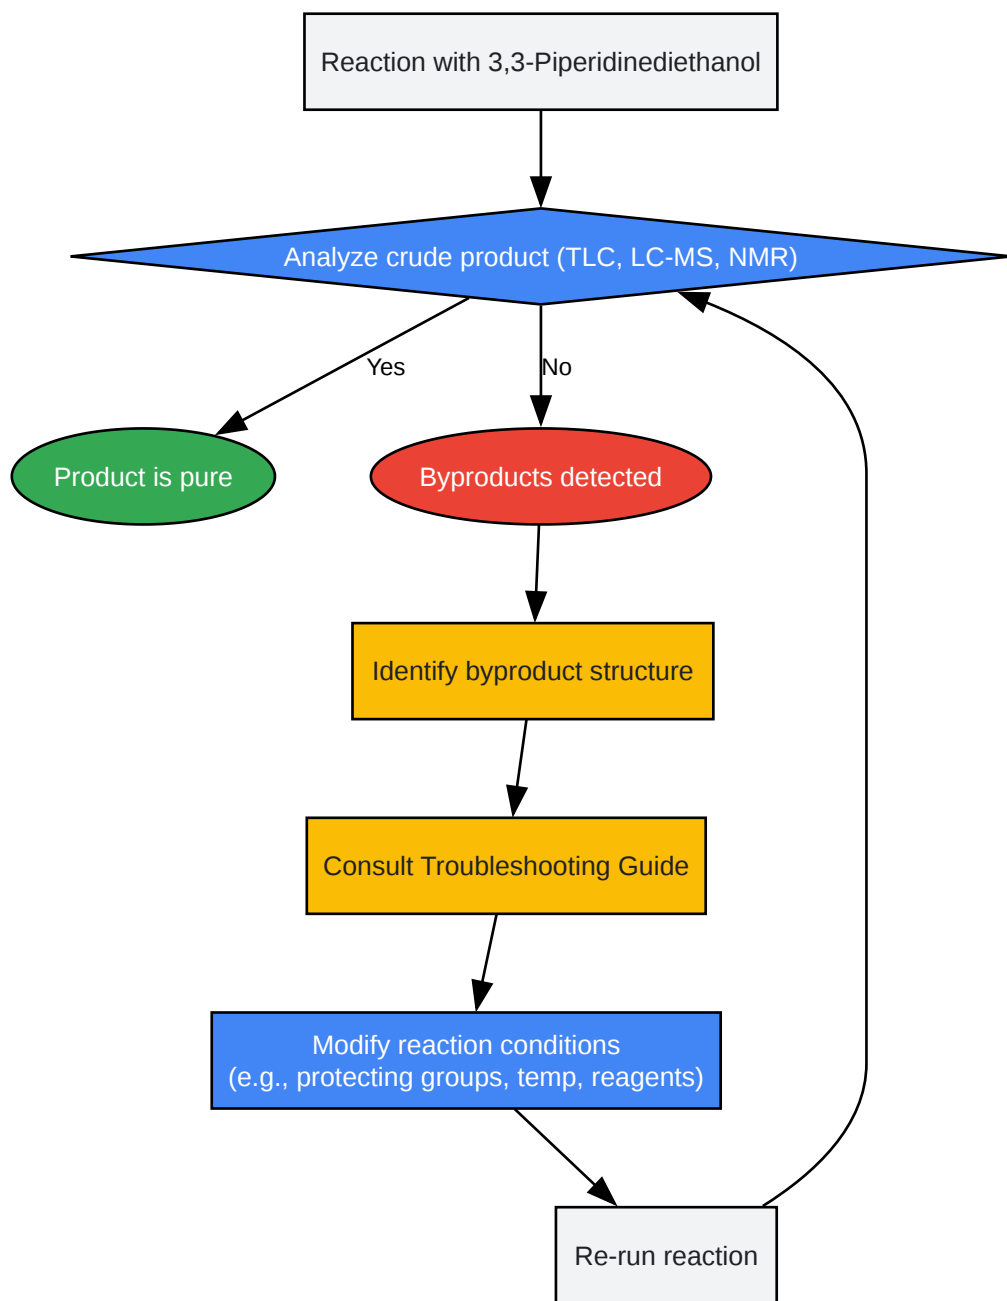 Reaction with 3,3-Piperidinediethanol
Analyze crude product (TLC, LC-MS, NMR)
Yes
No
Product is pure
Byproducts detected
Identify byproduct structure
Consult Troubleshooting Guide
Modify reaction conditions
(e.g., protecting groups, temp, reagents)
Re-run reaction